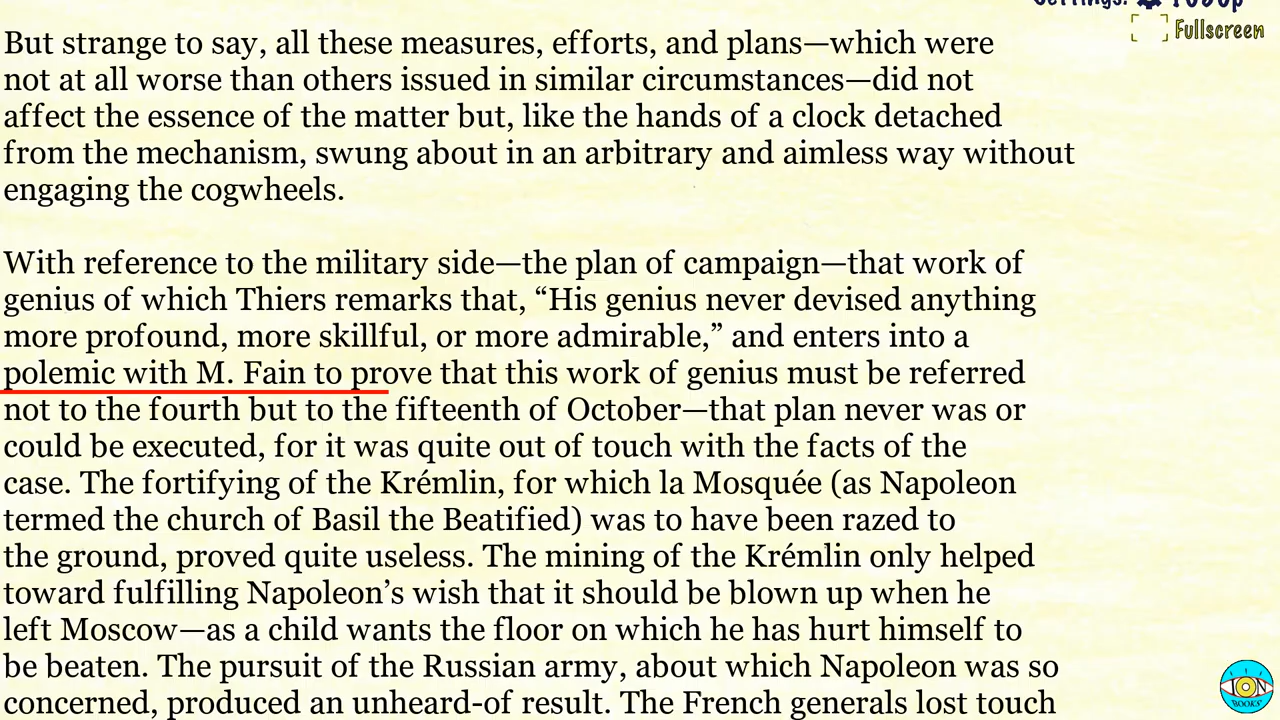 Fullscreen
But strange to say, all these measures, efforts, and plans—which were
not at all worse than others issued in similar circumstances—did not
affect the essence of the matter but, like the hands of a clock detached
from the mechanism, swung about in an arbitrary and aimless way without
engaging the cogwheels.
With reference to the military side—the plan of campaign—that work of
genius of which Thiers remarks that, “His genius never devised anything
more profound, more skillful, or more admirable,” and enters into a
polemic with M. Fain to prove that this work of genius must be referred
not to the fourth but to the fifteenth of October—that plan never was or
could be executed, for it was quite out of touch with the facts of the
case. The fortifying of the Krémlin, for which la Mosquée (as Napoleon
termed the church of Basil the Beatified) was to have been razed to
the ground, proved quite useless. The mining of the Krémlin only helped
toward fulfilling Napoleon’s wish that it should be blown up when he
left Moscow—as a child wants the floor on which he has hurt himself to
be beaten. The pursuit of the Russian army, about which Napoleon was so
concerned, produced an unheard-of result. The French generals lost touch
ION
BOOKS